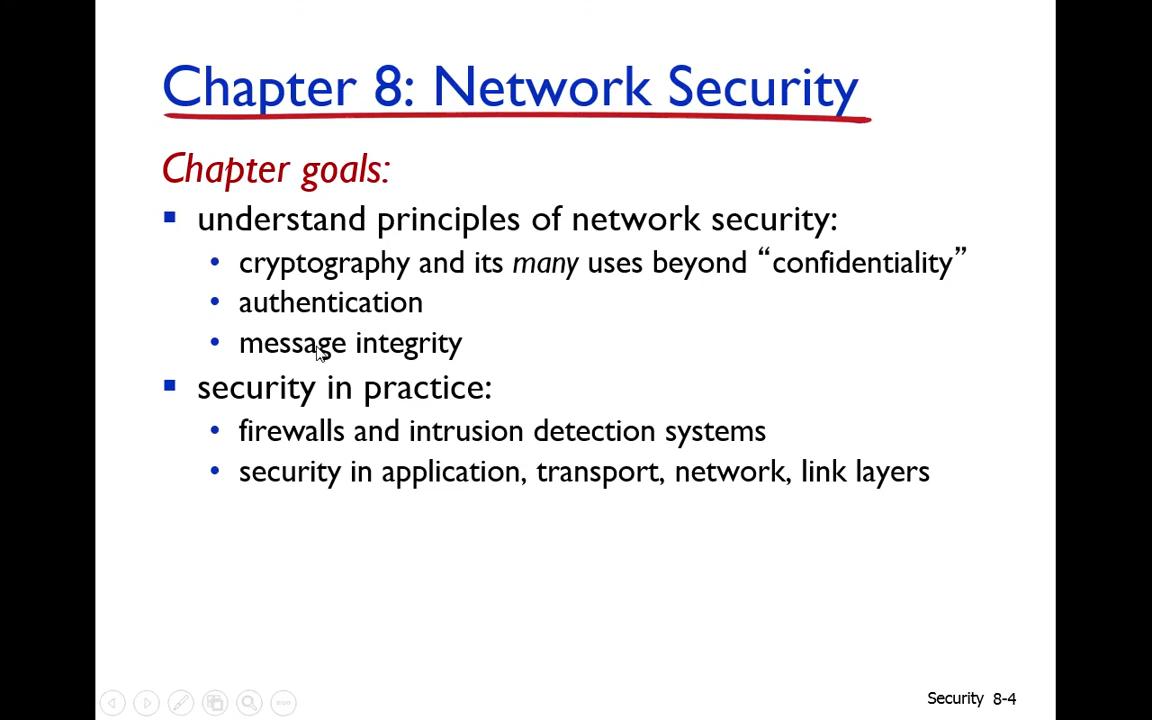 Chapter 8: Network Security
Chapter goals:
▪ understand principles of network security:
• cryptography and its many uses beyond “confidentiality”
• authentication
• message integrity
▪ security in practice:
• firewalls and intrusion detection systems
• security in application, transport, network, link layers
Security 8-4